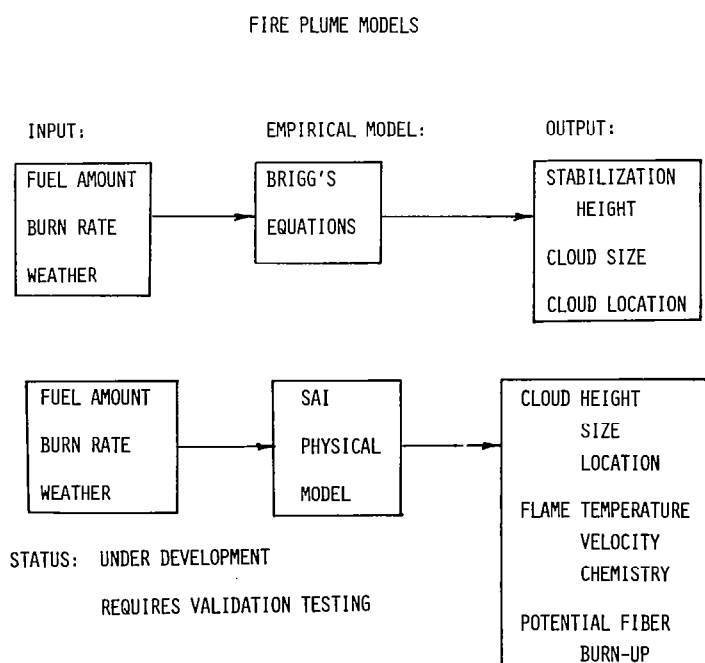 FIRE PLUME MODELS
INPUT:
EMPIRICAL MODEL:
OUTPUT:
FUEL AMOUNT
BURN RATE
WEATHER
BRIGG'S
EQUATIONS
STABILIZATION
HEIGHT
CLOUD SIZE
CLOUD LOCATION
FUEL AMOUNT
BURN RATE
WEATHER
SAI
PHYSICAL
MODEL
CLOUD HEIGHT
SIZE
LOCATION
FLAME TEMPERATURE
VELOCITY
CHEMISTRY
POTENTIAL FIBER
BURN-UP
STATUS: UNDER DEVELOPMENT
REQUIRES VALIDATION TESTING